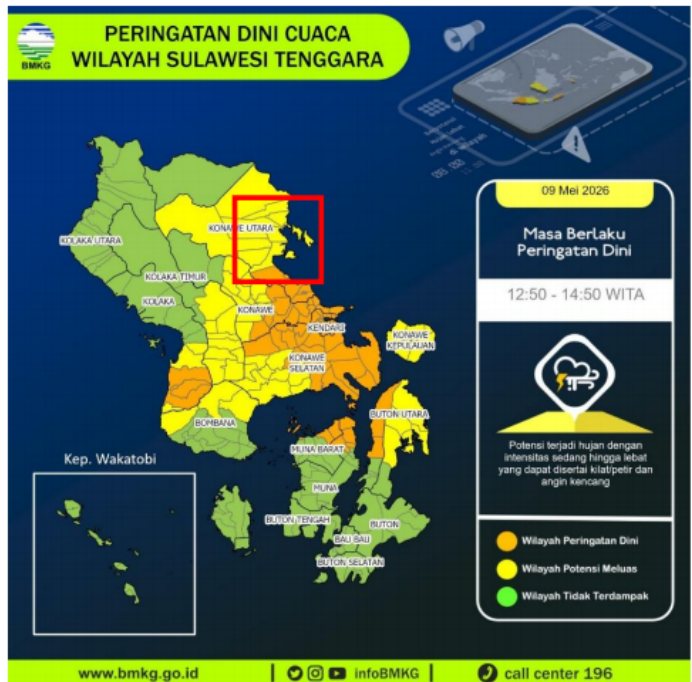 PERINGATAN DINI CUACA
WILAYAH SULAWESI TENGGARA
BMKG
09 Mei 2026
Masa Berlaku
Peringatan Dini
12:50 - 14:50 WITA
Potensi terjadi hujan dengan
intensitas sedang hingga lebat
yang dapat disertai kilat/petir dan
angin kencang
Wilayah Peringatan Dini
Wilayah Potensi Meluas
Wilayah Tidak Terdampak
KONAWE UTARA
KOLAKA UTARA
KOLAKA TIMUR
KOLAKA
KONAWE
KENDARI
KONAWE
KEPULAUAN
KONAWE
SELATAN
BUTON UTARA
BOMBANA
MUNA BARAT
MUNA
BUTON TENGAH
BUTON
BAU BAU
BUTON SELATAN
Kep. Wakatobi
www.bmkg.go.id
infoBMKG
call center 196